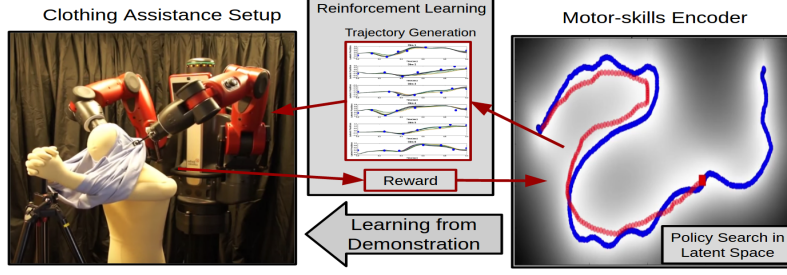 Clothing Assistance Setup
Reinforcement Learning
Trajectory Generation
Reward
Motor-skills Encoder
Learning from
Demonstration
Policy Search in
Latent Space